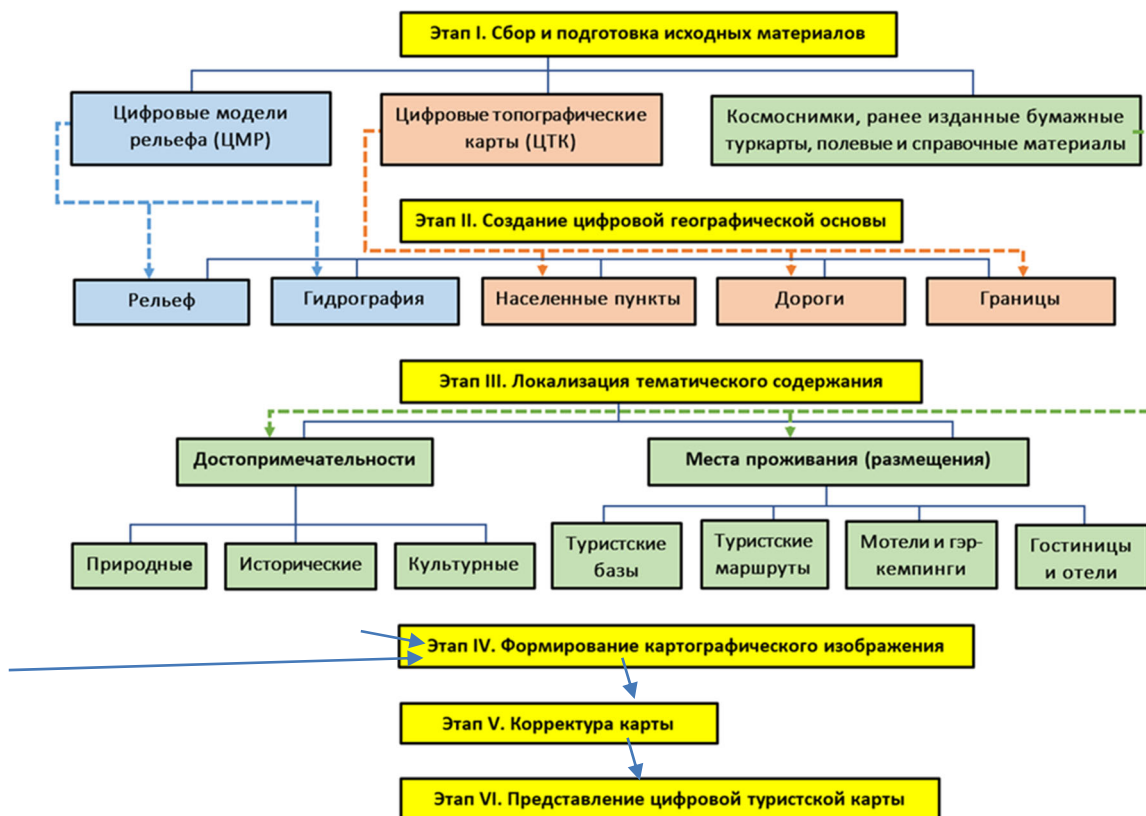 Этап I. Сбор и подготовка исходных материалов
Цифровые модели
рельефа (ЦМР)
Цифровые топографические
карты (ЦТК)
Космоснимки, ранее изданные бумажные
туркарты, полевые и справочные материалы
Этап II. Создание цифровой географической основы
Рельеф
Гидрография
Населенные пункты
Дороги
Границы
Этап III. Локализация тематического содержания
Достопримечательности
Места проживания (размещения)
Природные
Исторические
Культурные
Туристские
базы
Туристские
маршруты
Мотели и гэр-
кемпинги
Гостиницы
и отели
Этап IV. Формирование картографического изображения
Этап V. Корректура карты
Этап VI. Представление цифровой туристской карты